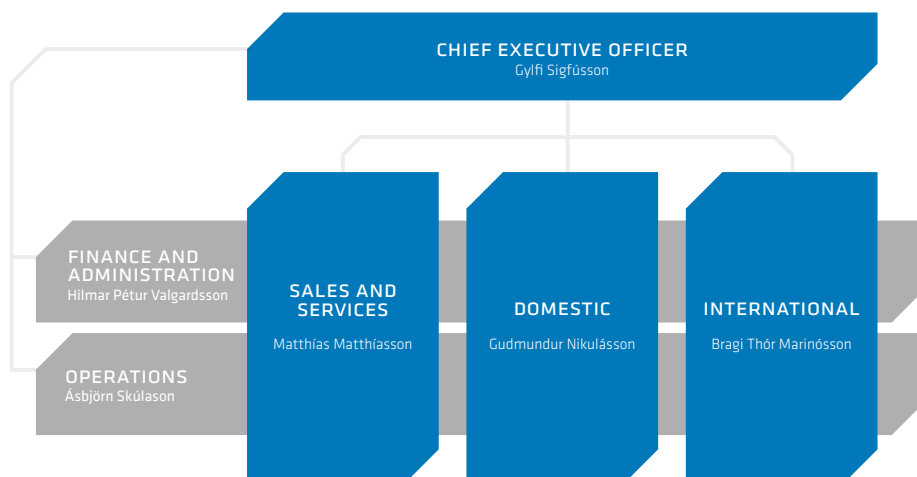 CHIEF EXECUTIVE OFFICER
Gylfi Sigfússon
FINANCE AND
ADMINISTRATION
Hilmar Pétur Valgardsson
OPERATIONS
Ásbjörn Skúlason
SALES AND
SERVICES
Matthías Matthíasson
DOMESTIC
Gudmundur Nikulásson
INTERNATIONAL
Bragi Thór Marinósson